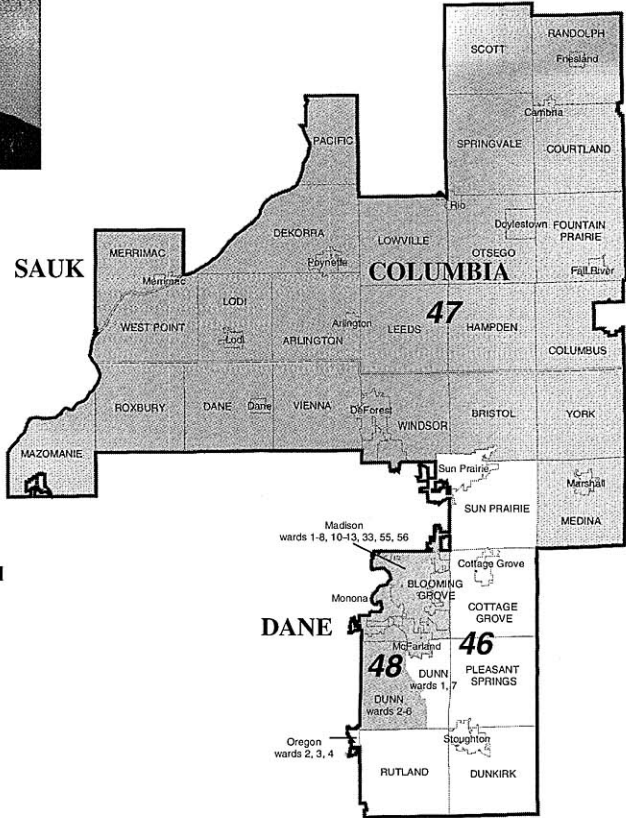 SCOTT
RANDOLPH
Friesland
Cambria
PACIFIC
SPRINGVALE
COURTLAND
Rio
DEKORRA
LOWVILLE
Doylestown
FOUNTAIN
PRAIRIE
OTSEGO
MERRIMAC
Poynette
SAUK
COLUMBIA
Fall River
Merrimac
LODI
47
WEST POINT
Arlington
LEEDS
HAMPDEN
Lodi
ARLINGTON
COLUMBUS
ROXBURY
DANE
Dane
VIENNA
DeForest
WINDSOR
BRISTOL
YORK
MAZOMANIE
Sun Prairie
Marshall
SUN PRAIRIE
MEDINA
Madison
wards 1-8, 10-13, 33, 55, 56
Cottage Grove
BLOOMING
GROVE
Monona
COTTAGE
GROVE
DANE
McFarland
46
48
DUNN
wards 1, 7
PLEASANT
SPRINGS
DUNN
wards 2-6
Oregon
wards 2, 3, 4
Stoughton
RUTLAND
DUNKIRK